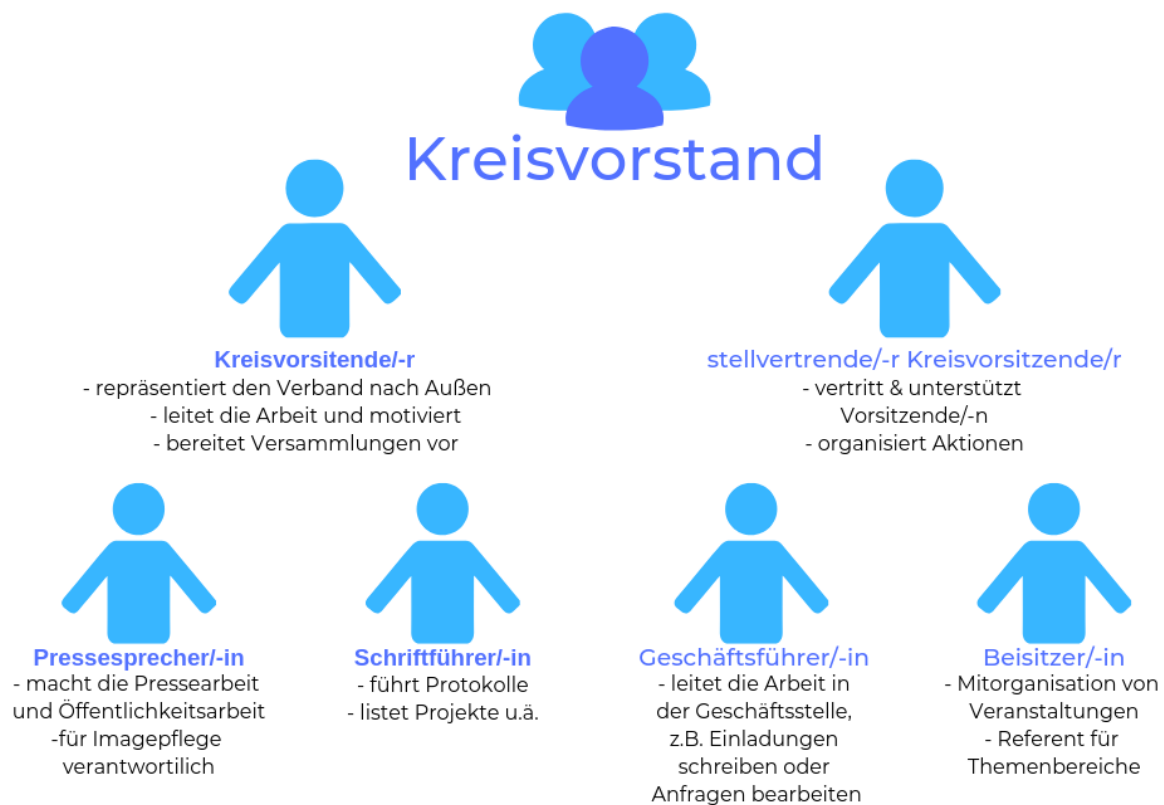 Kreisvorstand
Kreisvorsitende/-r
- repräsentiert den Verband nach Außen
- leitet die Arbeit und motiviert
- bereitet Versammlungen vor
stellvertrende/-r Kreisvorsitzende/r
- vertritt & unterstützt
Vorsitzende/-n
- organisiert Aktionen
Pressesprecher/-in
- macht die Pressearbeit
und Öffentlichkeitsarbeit
-für Imagepflege
verantwortilich
Schriftführer/-in
- führt Protokolle
- listet Projekte u.ä.
Geschäftsführer/-in
- leitet die Arbeit in
der Geschäftsstelle,
z.B. Einladungen
schreiben oder
Anfragen bearbeiten
Beisitzer/-in
- Mitorganisation von
Veranstaltungen
- Referent für
Themenbereiche